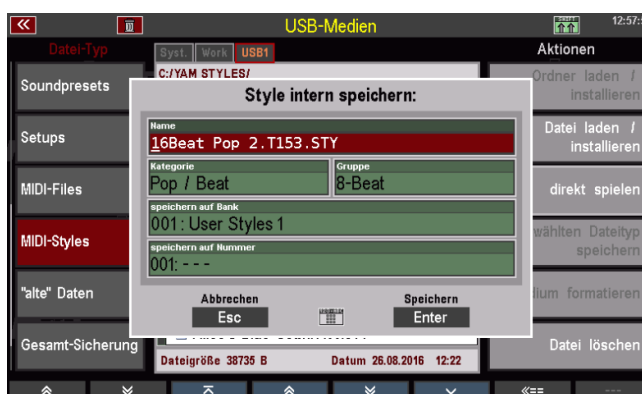 USB-Medien
12:57:
Datei-Typ
Syst. Work USB1
Aktionen
C:/YAM STYLES/
Soundpresets
Setups
MIDI-Files
MIDI-Styles
"alte" Daten
Gesamt-Sicherung
Style intern speichern:
Name
16Beat Pop 2.T153.STY
Kategorie
Pop / Beat
Gruppe
8-Beat
speichern auf Bank
001: User Styles 1
speichern auf Nummer
001: - - -
Abbrechen
Esc
Speichern
Enter
Dateigröße 38735 B
Datum 26.08.2016 12:22
Ordner laden /
installieren
Datei laden /
installieren
direkt spielen
wählten Dateityp
speichern
dium formatieren
Datei löschen
«==
---